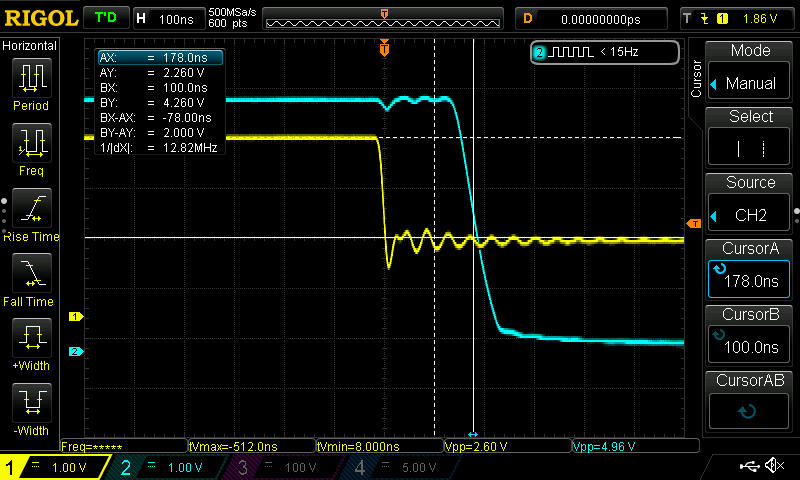 RIGOL T'D H 100ns 500MSa/s 600 pts D 0.00000000ps T 1 1.86 V
Horizontal
Period
Freq
Rise Time
Fall Time
+Width
-Width
T
AX: = 178.0ns
AY: = 2.260 V
BX: = 100.0ns
BY: = 4.260 V
BX-AX: = -78.00ns
BY-AY: = 2.000 V
1/|dX|: = 12.82MHz
2 < 15Hz
T
1
2
Cursor
Mode
Manual
Select
Source
CH2
CursorA
178.0ns
CursorB
100.0ns
CursorAB
Freq=***** tVmax=-512.0ns tVmin=8.000ns Vpp=2.60 V Vpp=4.96 V
1 = 1.00 V 2 = 1.00 V 3 = 100 V 4 = 5.00 V